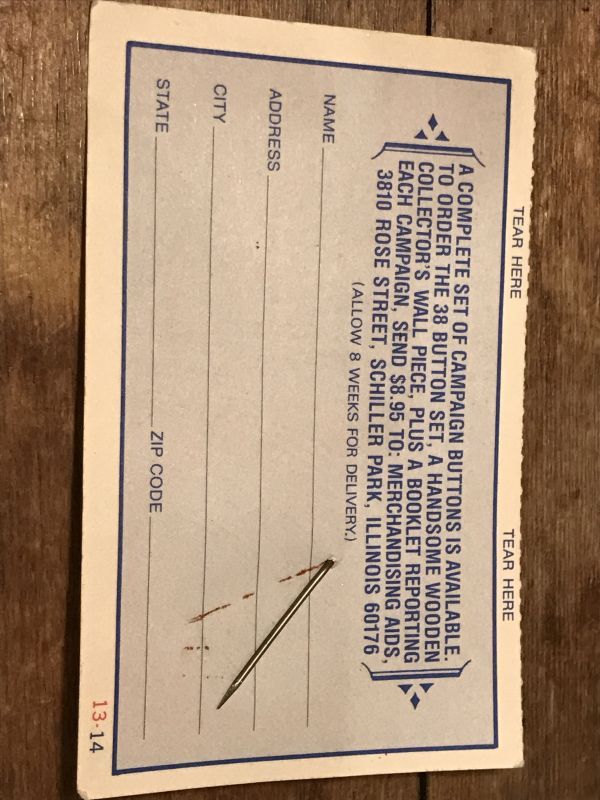 TEAR HERE TEAR HERE
A COMPLETE SET OF CAMPAIGN BUTTONS IS AVAILABLE.
TO ORDER THE 38 BUTTON SET, A HANDSOME WOODEN
COLLECTOR'S WALL PIECE, PLUS A BOOKLET REPORTING
EACH CAMPAIGN, SEND $8.95 TO: MERCHANDISING AIDS,
3810 ROSE STREET, SCHILLER PARK, ILLINOIS 60176
(ALLOW 8 WEEKS FOR DELIVERY.)
NAME
ADDRESS
CITY
STATE ZIP CODE
13-14